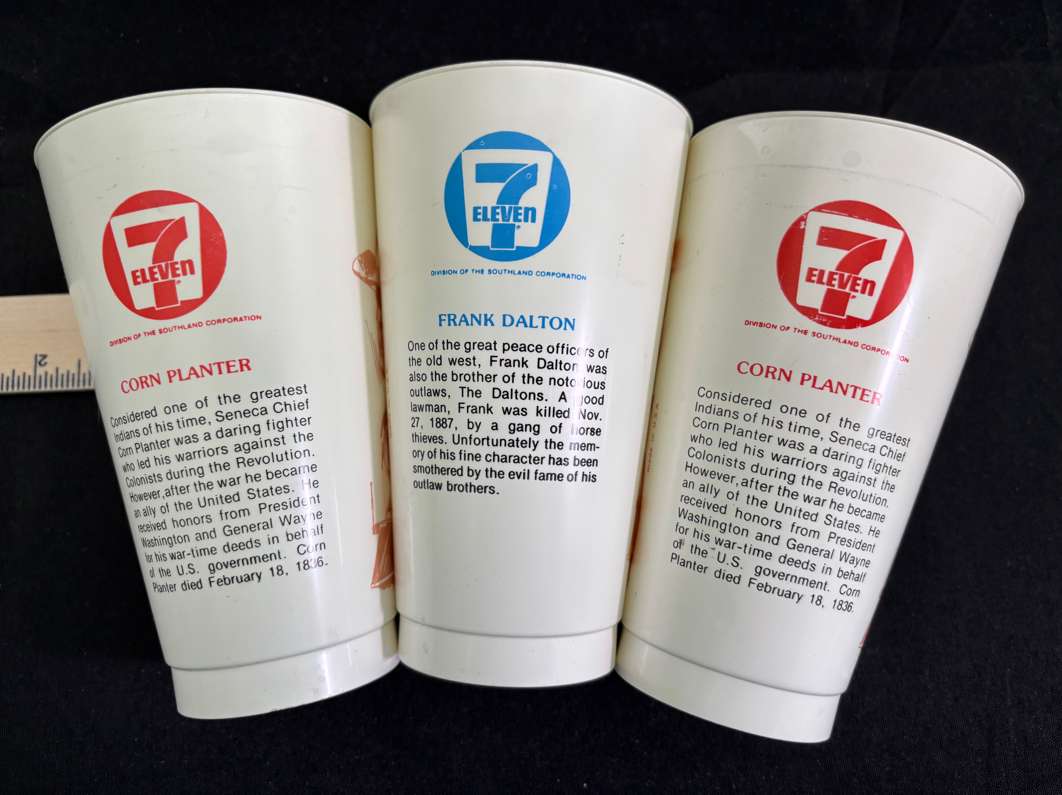 7
ELEVEn
DIVISION OF THE SOUTHLAND CORPORATION
CORN PLANTER
Considered one of the greatest
Indians of his time, Seneca Chief
Corn Planter was a daring fighter
who led his warriors against the
Colonists during the Revolution.
However, after the war he became
an ally of the United States. He
received honors from President
Washington and General Wayne
for his war-time deeds in behalf
of the U.S. government. Corn
Planter died February 18, 1836.
7
ELEVEn
DIVISION OF THE SOUTHLAND CORPORATION
FRANK DALTON
One of the great peace officers of
the old west, Frank Dalton was
also the brother of the notorious
outlaws, The Daltons. A good
lawman, Frank was killed Nov.
27, 1887, by a gang of horse
thieves. Unfortunately the mem-
ory of his fine character has been
smothered by the evil fame of his
outlaw brothers.
7
ELEVEn
DIVISION OF THE SOUTHLAND CORPORATION
CORN PLANTER
Considered one of the greatest
Indians of his time, Seneca Chief
Corn Planter was a daring fighter
who led his warriors against the
Colonists during the Revolution.
However, after the war he became
an ally of the United States. He
received honors from President
Washington and General Wayne
for his war-time deeds in behalf
of the U.S. government. Corn
Planter died February 18, 1836.
2